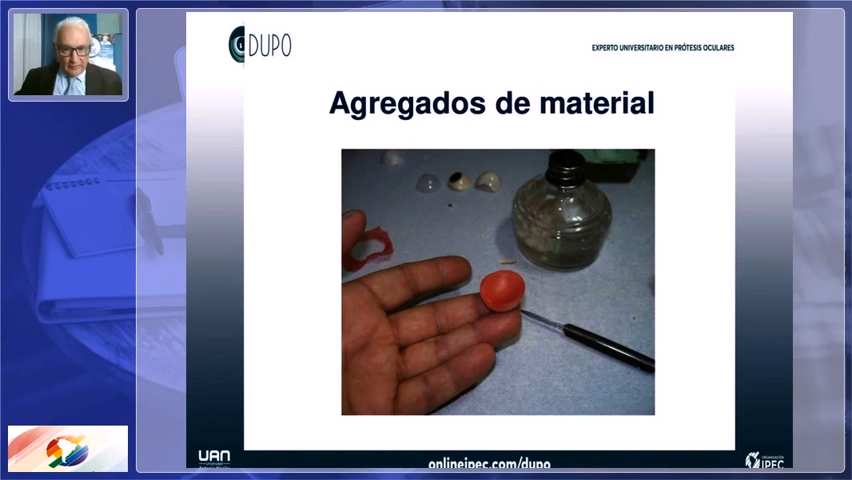 DUPO
EXPERTO UNIVERSITARIO EN PRÓTESIS OCULARES
Agregados de material
UAN
onlineipec.com/dupo
IPEC